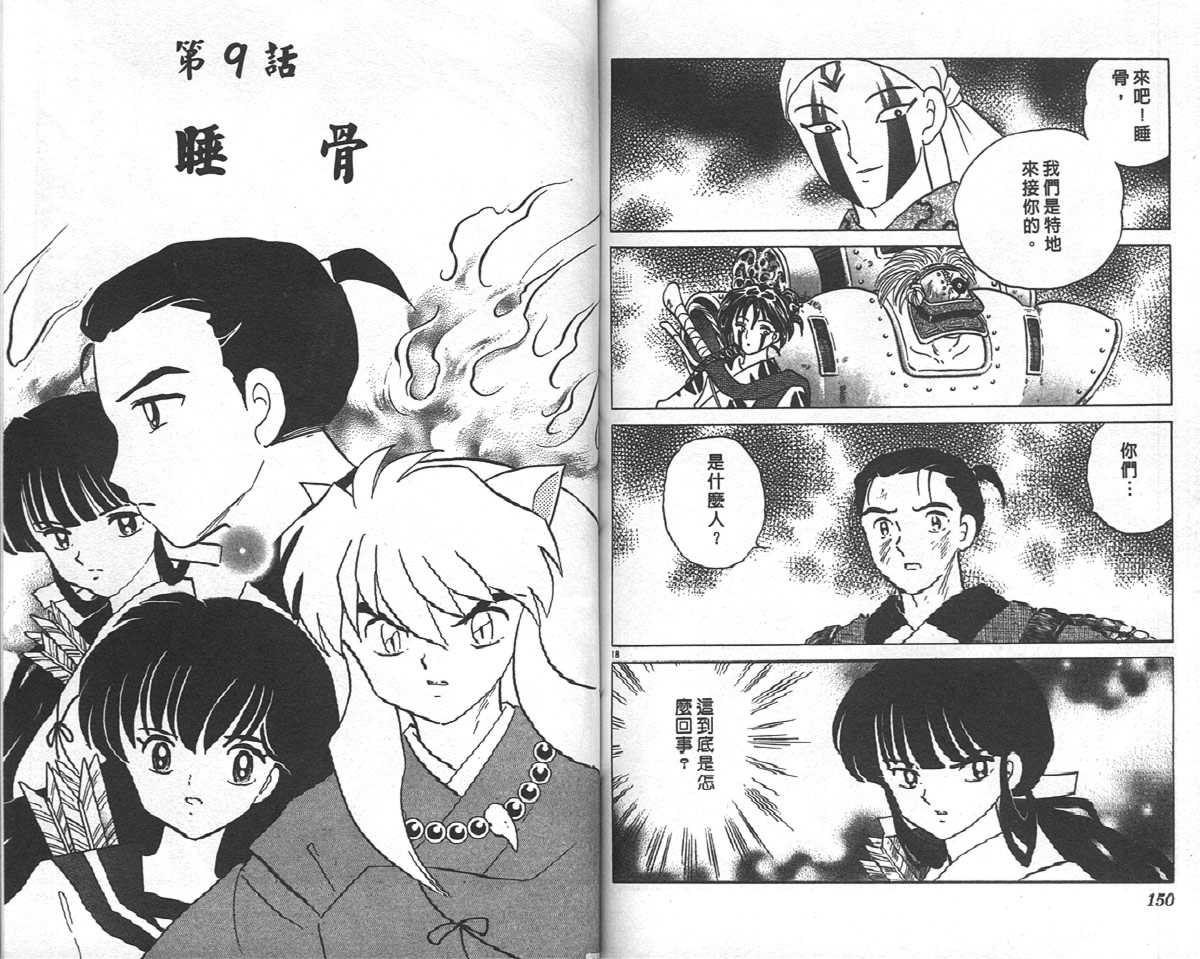 第9話
睡骨
來吧！睡
骨，
我們是特地
來接你的。
你們…
是什麼人？
18
這到底是怎
麼回事？
150